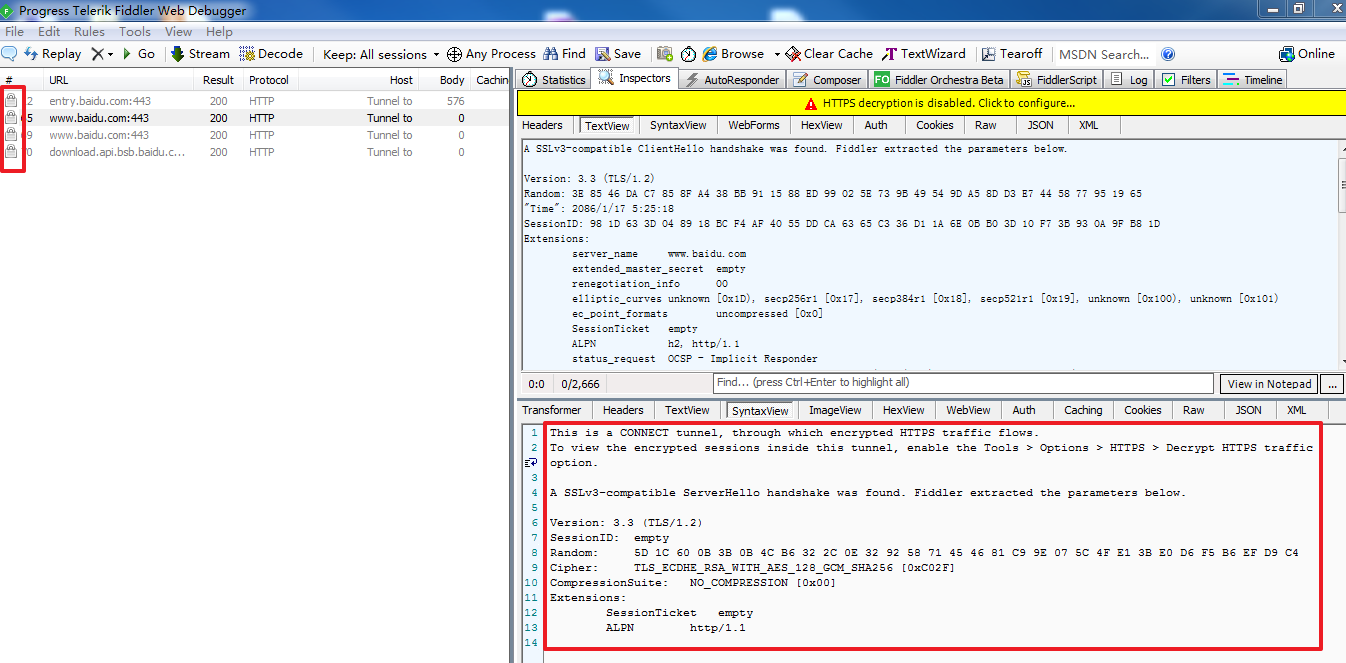 Progress Telerik Fiddler Web Debugger
File Edit Rules Tools View Help
Replay Go Stream Decode Keep: All sessions Any Process Find Save Browse Clear Cache TextWizard Tearoff MSDN Search... Online
# URL Result Protocol Host Body Cachin
2 entry.baidu.com:443 200 HTTP Tunnel to 576
5 www.baidu.com:443 200 HTTP Tunnel to 0
9 www.baidu.com:443 200 HTTP Tunnel to 0
0 download.api.bsb.baidu.c... 200 HTTP Tunnel to 0
Statistics Inspectors AutoResponder Composer FO Fiddler Orchestra Beta FiddlerScript Log Filters Timeline
HTTPS decryption is disabled. Click to configure...
Headers TextView SyntaxView WebForms HexView Auth Cookies Raw JSON XML
A SSLv3-compatible ClientHello handshake was found. Fiddler extracted the parameters below.
Version: 3.3 (TLS/1.2)
Random: 3E 85 46 DA C7 85 8F A4 38 BB 91 15 88 ED 99 02 5E 73 9B 49 54 9D A5 8D D3 E7 44 58 77 95 19 65
"Time": 2086/1/17 5:25:18
SessionID: 98 1D 63 3D 04 89 18 BC F4 AF 40 55 DD CA 63 65 C3 36 D1 1A 6E 0B B0 3D 10 F7 3B 93 0A 9F B8 1D
Extensions:
server_name www.baidu.com
extended_master_secret empty
renegotiation_info 00
elliptic_curves unknown [0x1D), secp256r1 [0x17], secp384r1 [0x18], secp521r1 [0x19], unknown [0x100), unknown [0x101)
ec_point_formats uncompressed [0x0]
SessionTicket empty
ALPN h2, http/1.1
status_request OCSP - Implicit Responder
0:0 0/2,666 Find... (press Ctrl+Enter to highlight all) View in Notepad ...
Transformer Headers TextView SyntaxView ImageView HexView WebView Auth Caching Cookies Raw JSON XML
1 This is a CONNECT tunnel, through which encrypted HTTPS traffic flows.
2 To view the encrypted sessions inside this tunnel, enable the Tools > Options > HTTPS > Decrypt HTTPS traffic
option.
3
4 A SSLv3-compatible ServerHello handshake was found. Fiddler extracted the parameters below.
5
6 Version: 3.3 (TLS/1.2)
7 SessionID: empty
8 Random: 5D 1C 60 0B 3B 0B 4C B6 32 2C 0E 32 92 58 71 45 46 81 C9 9E 07 5C 4F E1 3B E0 D6 F5 B6 EF D9 C4
9 Cipher: TLS_ECDHE_RSA_WITH_AES_128_GCM_SHA256 [0xC02F]
10 CompressionSuite: NO_COMPRESSION [0x00]
11 Extensions:
12 SessionTicket empty
13 ALPN http/1.1
14